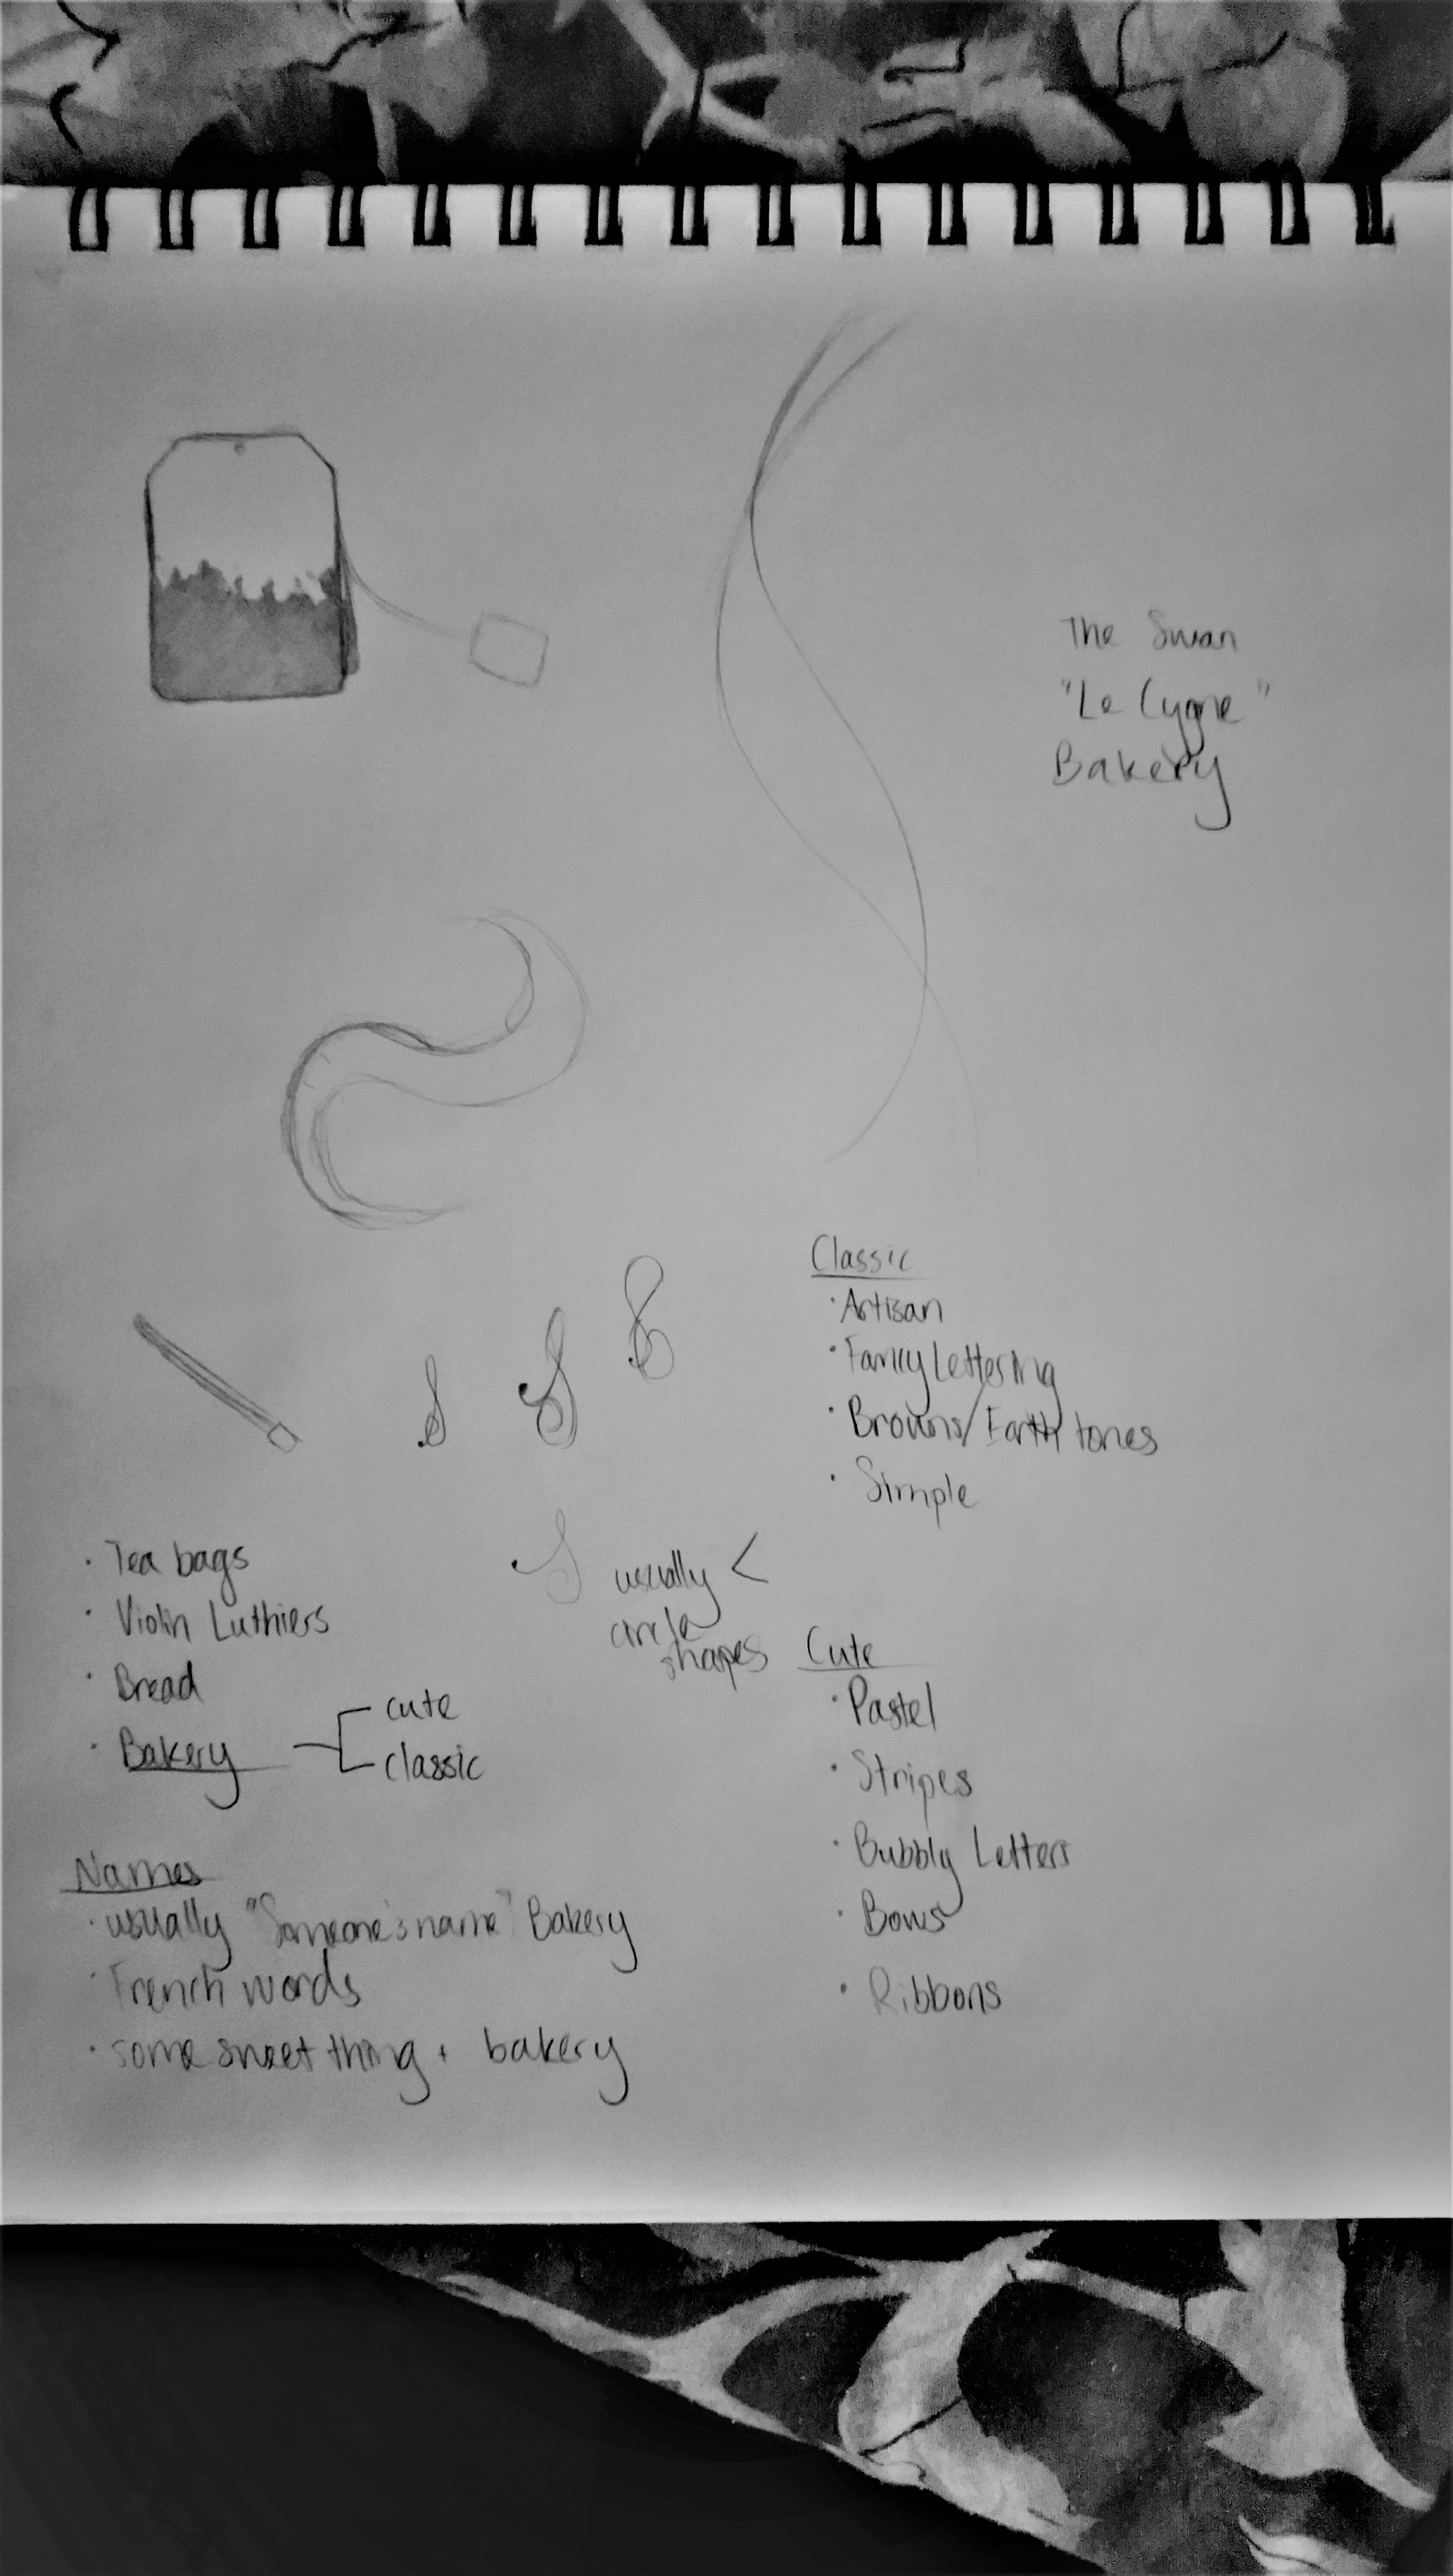 The Swan
"Le Cygne"
Bakery
Classic
· Artisan
· Fancy Lettering
· Browns/Earth tones
· Simple
usually <
circle
shapes
Cute
· Pastel
· Stripes
· Bubbly Letters
· Bows
· Ribbons
· Tea bags
· Violin Luthiers
· Bread
· Bakery
cute
classic
Names
· usually "Someone's name" Bakery
· French words
· some sweet thing + bakery